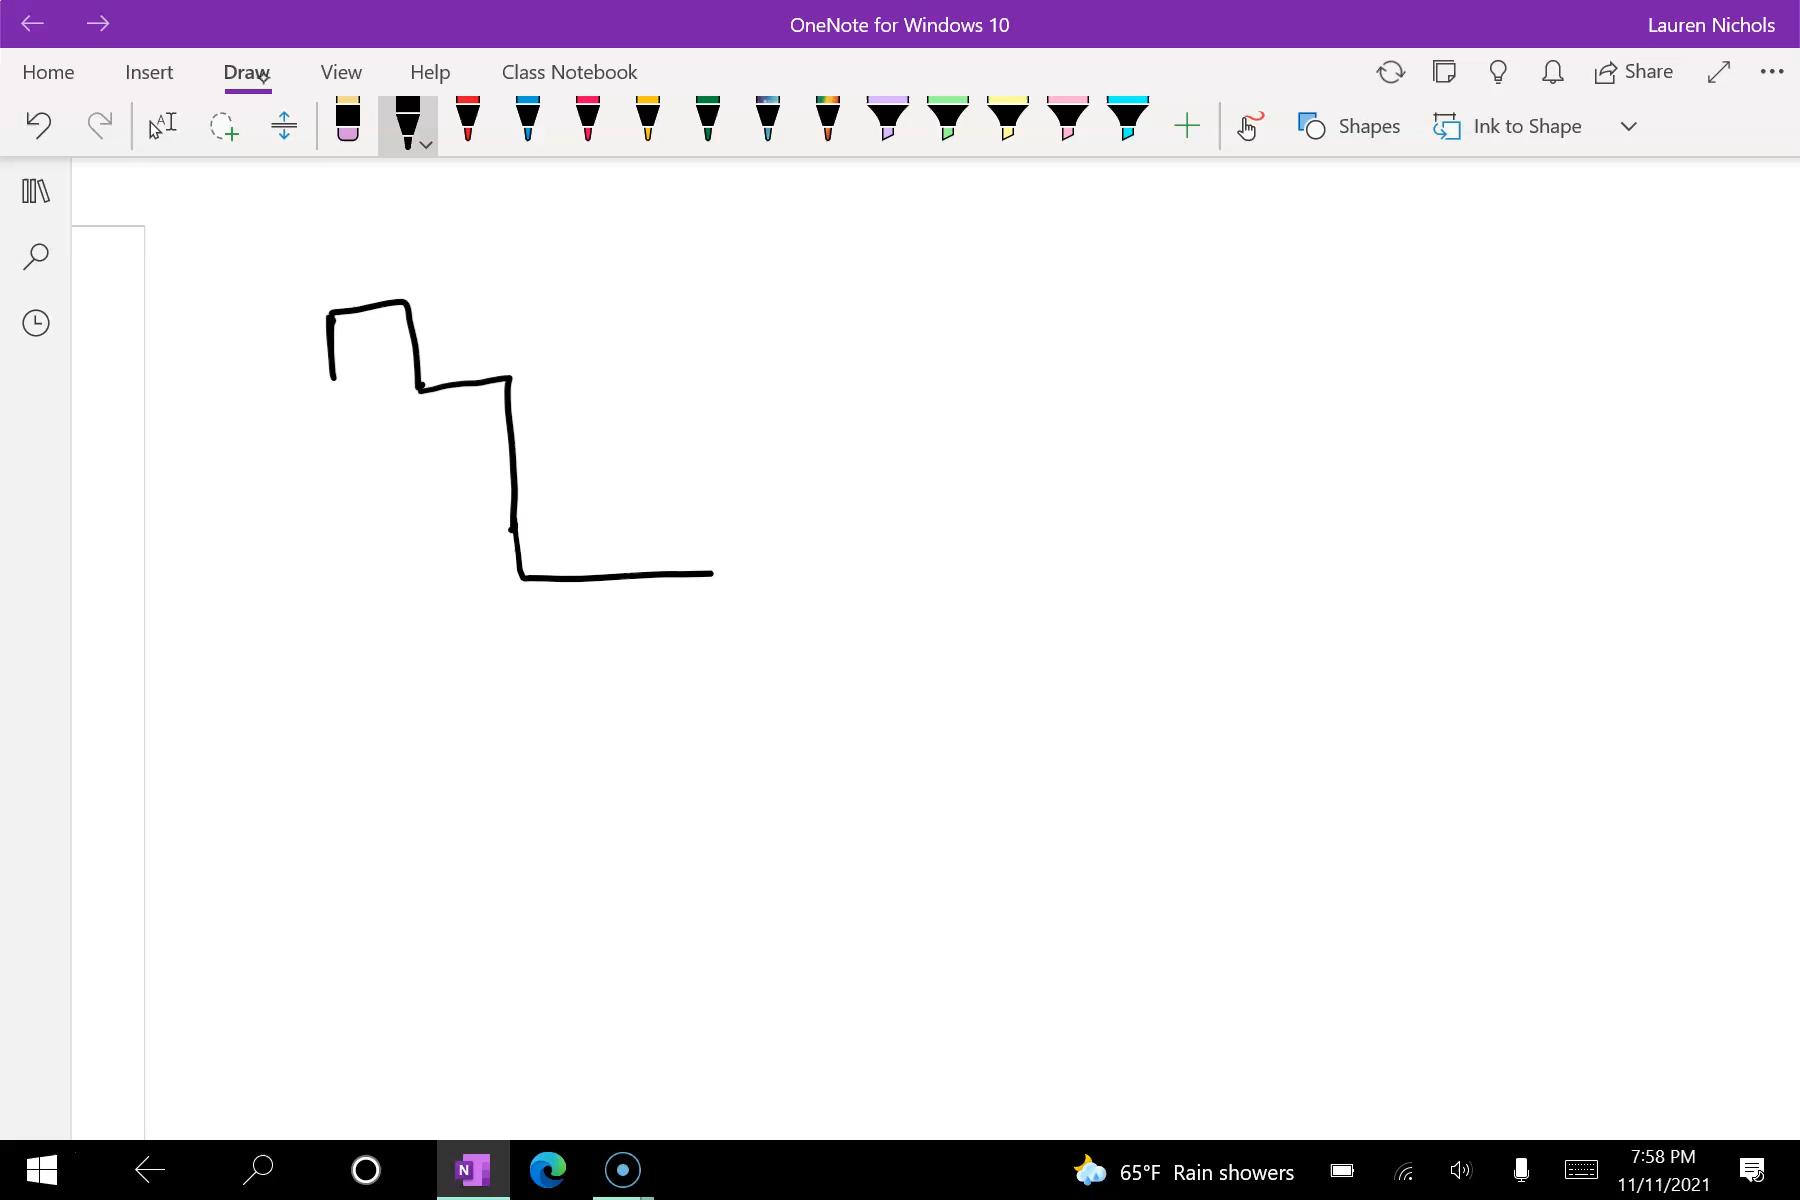 OneNote for Windows 10
Lauren Nichols
Home Insert Draw View Help Class Notebook Share
Shapes Ink to Shape
65°F Rain showers
7:58 PM
11/11/2021